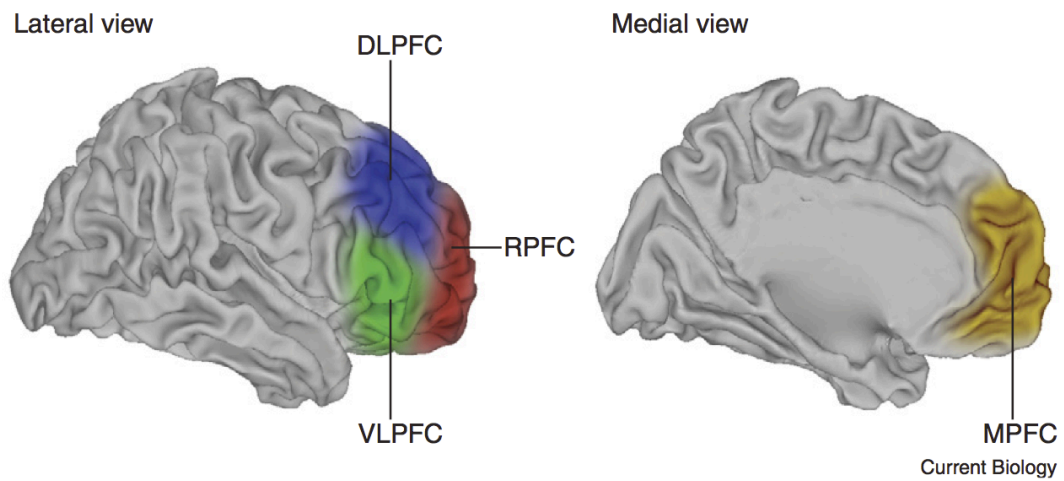 Lateral view
DLPFC
RPFC
VLPFC
Medial view
MPFC
Current Biology